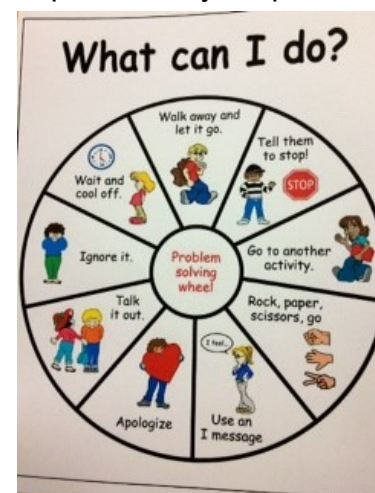 What can I do?
Walk away and
let it go.
Tell them
to stop!
STOP
Go to another
activity.
Rock, paper,
scissors, go
Use an
I message
I feel...
Apologize
Talk
it out.
Ignore it.
Wait and
cool off.
Problem
solving
wheel